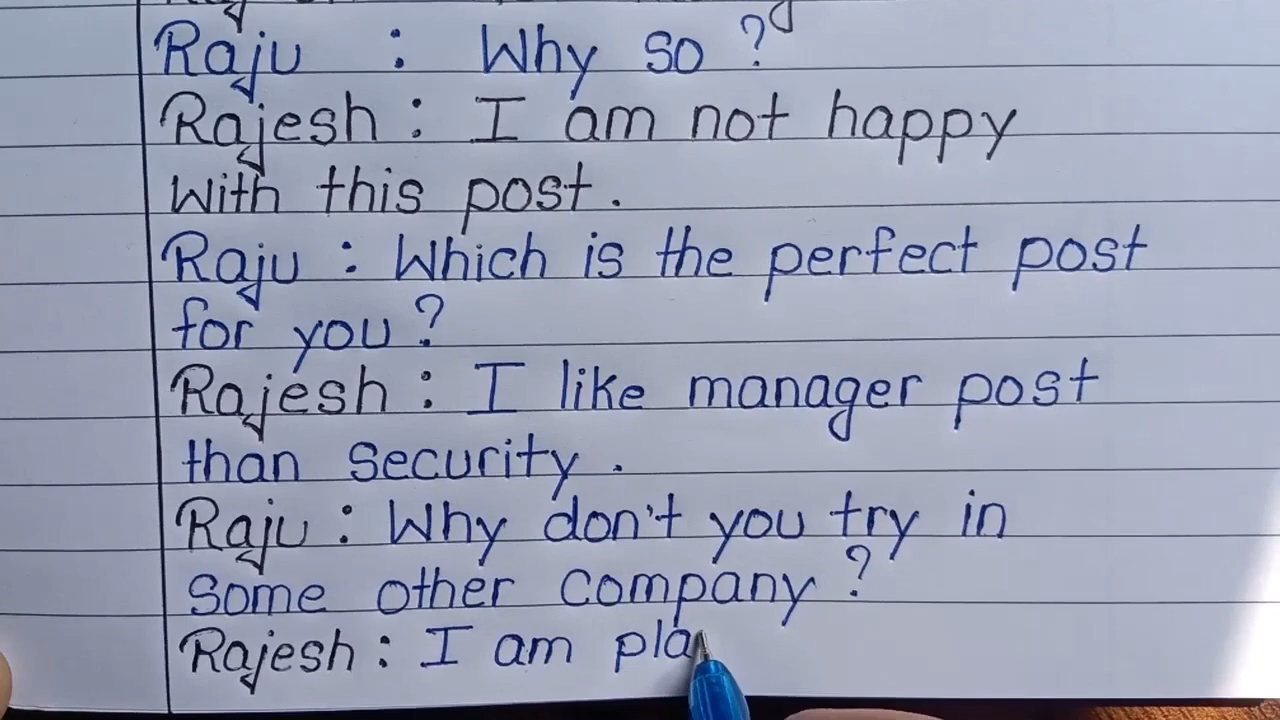 Raju : Why so ?
Rajesh : I am not happy
with this post.
Raju : Which is the perfect post
for you ?
Rajesh : I like manager post
than security .
Raju : Why don't you try in
some other company ?
Rajesh : I am pla